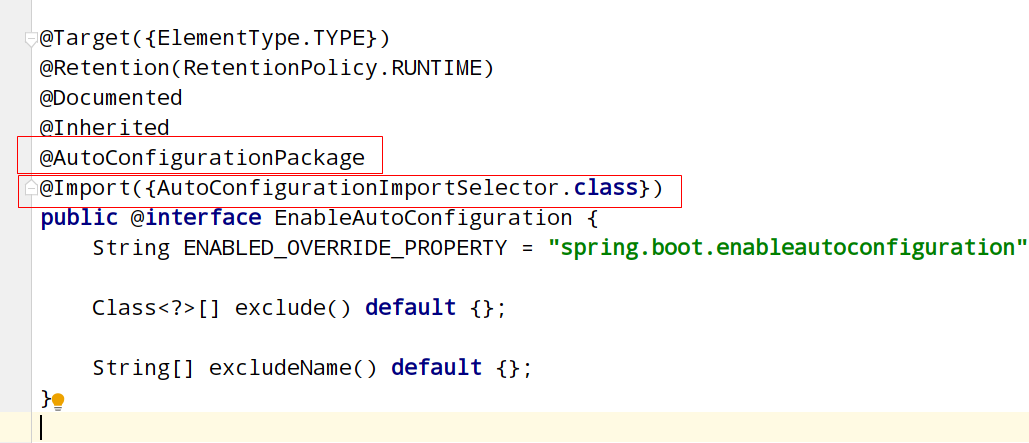 @Target({ElementType.TYPE})
@Retention(RetentionPolicy.RUNTIME)
@Documented
@Inherited
@AutoConfigurationPackage
@Import({AutoConfigurationImportSelector.class})
public @interface EnableAutoConfiguration {
    String ENABLED_OVERRIDE_PROPERTY = "spring.boot.enableautoconfiguration"
    Class<?>[] exclude() default {};
    String[] excludeName() default {};
}